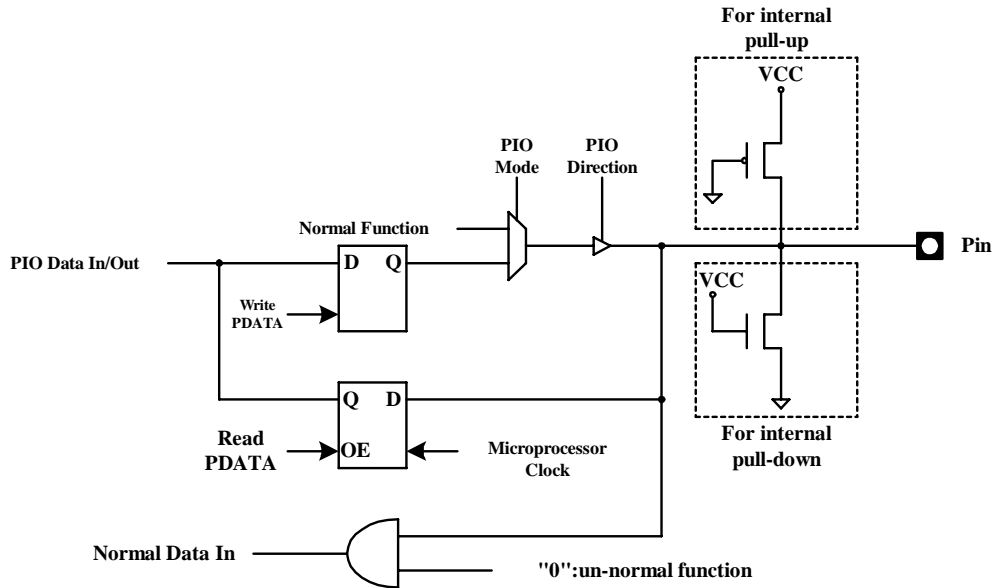 For internal
pull-up
VCC
PIO
Mode
PIO
Direction
Normal Function
PIO Data In/Out
D Q
Pin
Write
PDATA
VCC
Q D
Read
PDATA
OE
Microprocessor
Clock
For internal
pull-down
Normal Data In
"0":un-normal function